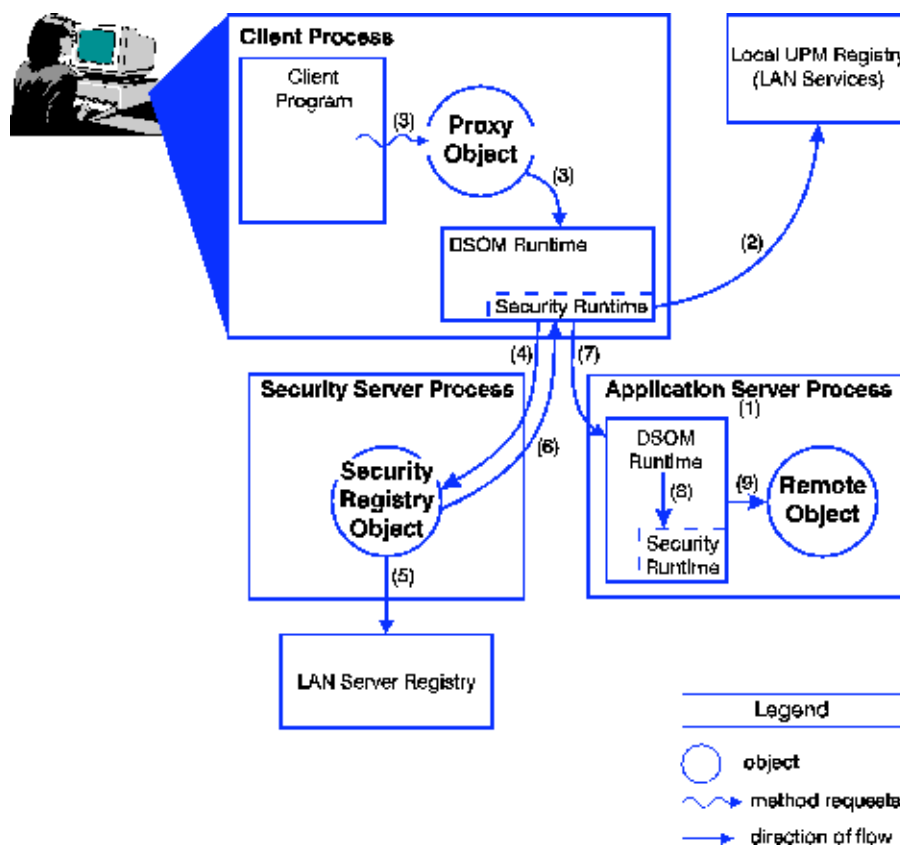 Client Process
Client
Program
(3)
Proxy
Object
(3)
DSOM Runtime
Security Runtime
Local UPM Registry
(LAN Services)
(2)
(4)
(7)
Security Server Process
(6)
Security
Registry
Object
(5)
LAN Server Registry
Application Server Process
(1)
DSOM
Runtime
(8)
Security
Runtime
(9)
Remote
Object
Legend
object
method requests
direction of flow